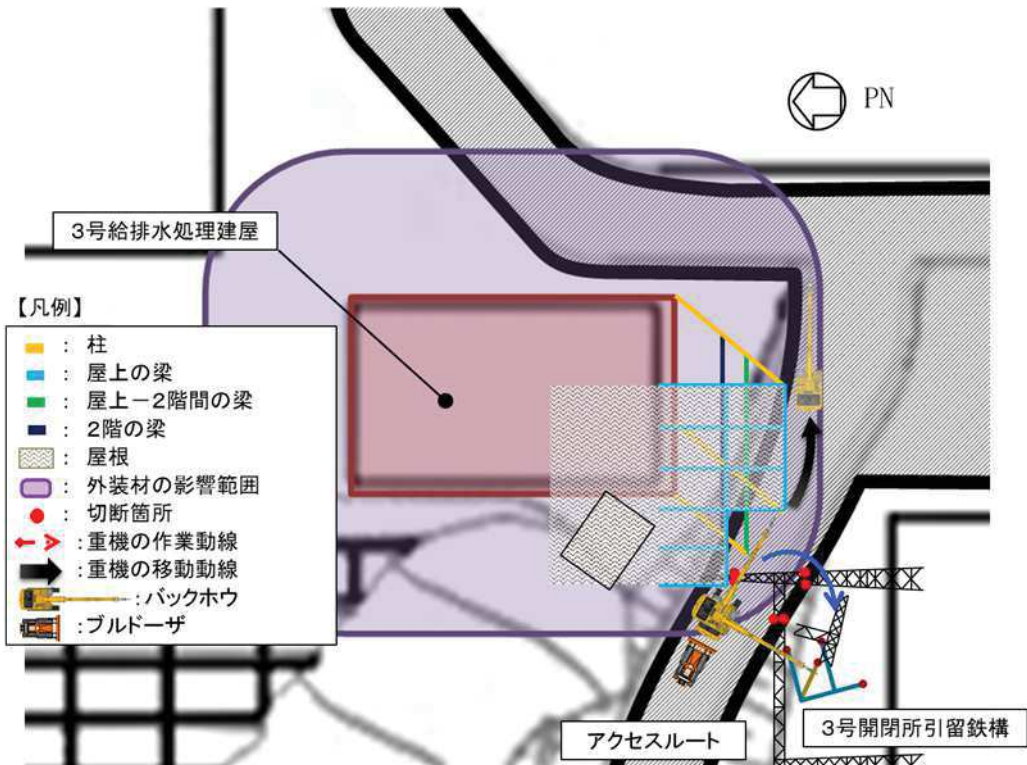 PN
3号給排水処理建屋
【凡例】
: 柱
: 屋上の梁
: 屋上－2階間の梁
: 2階の梁
: 屋根
: 外装材の影響範囲
: 切断箇所
: 重機の作業動線
: 重機の移動動線
: バックホウ
: ブルドーザ
アクセスルート
3号開閉所引留鉄構